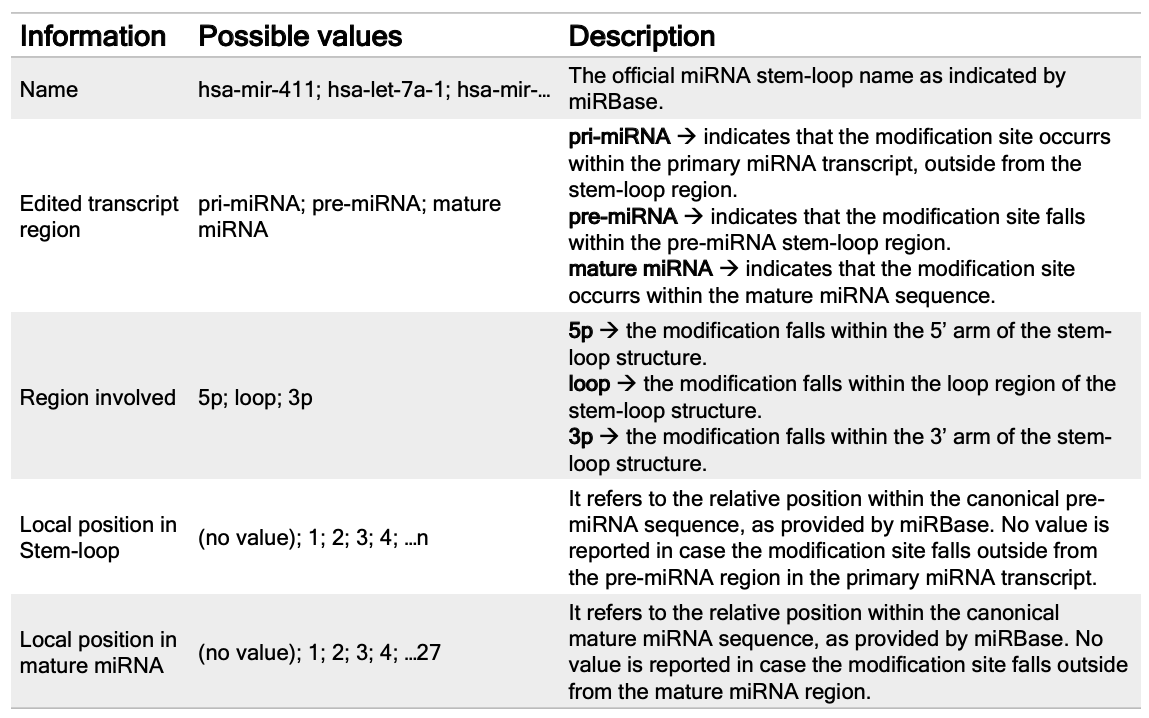 Information Possible values Description
Name hsa-mir-411; hsa-let-7a-1; hsa-mir-... The official miRNA stem-loop name as indicated by
miRBase.
Edited transcript
region
pri-miRNA; pre-miRNA; mature
miRNA
pri-miRNA → indicates that the modification site occurrs
within the primary miRNA transcript, outside from the
stem-loop region.
pre-miRNA → indicates that the modification site falls
within the pre-miRNA stem-loop region.
mature miRNA → indicates that the modification site
occurrs within the mature miRNA sequence.
Region involved
5p; loop; 3p
5p → the modification falls within the 5’ arm of the stem-
loop structure.
loop → the modification falls within the loop region of the
stem-loop structure.
3p → the modification falls within the 3’ arm of the stem-
loop structure.
Local position in
Stem-loop
(no value); 1; 2; 3; 4; ...n
It refers to the relative position within the canonical pre-
miRNA sequence, as provided by miRBase. No value is
reported in case the modification site falls outside from
the pre-miRNA region in the primary miRNA transcript.
Local position in
mature miRNA
(no value); 1; 2; 3; 4; ...27
It refers to the relative position within the canonical
mature miRNA sequence, as provided by miRBase. No
value is reported in case the modification site falls outside
from the mature miRNA region.